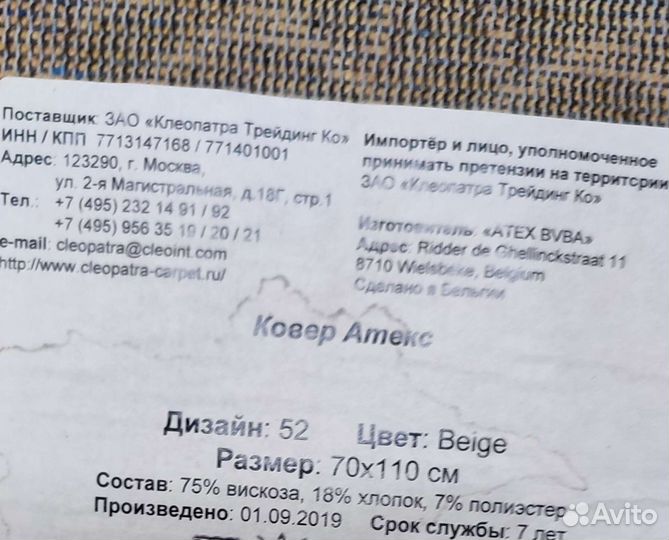 Поставщик: ЗАО «Клеопатра Трейдинг Ко»
ИНН / КПП 7713147168 / 771401001
Адрес: 123290, г. Москва,
ул. 2-я Магистральная, д.18Г, стр.1
Тел.: +7 (495) 232 14 91 / 92
+7 (495) 956 35 19 / 20 / 21
e-mail: cleopatra@cleoint.com
http://www.cleopatra-carpet.ru/
Импортёр и лицо, уполномоченное
принимать претензии на территории
ЗАО «Клеопатра Трейдинг Ко»
Изготовитель: «ATEX BVBA»
Адрес: Ridder de Ghellinckstraat 11
8710 Wielsbeke, Belgium
Сделано в Бельгии
Ковер Атекс
Дизайн: 52 Цвет: Beige
Размер: 70х110 см
Состав: 75% вискоза, 18% хлопок, 7% полиэстер
Произведено: 01.09.2019 Срок службы: 7 лет
Avito